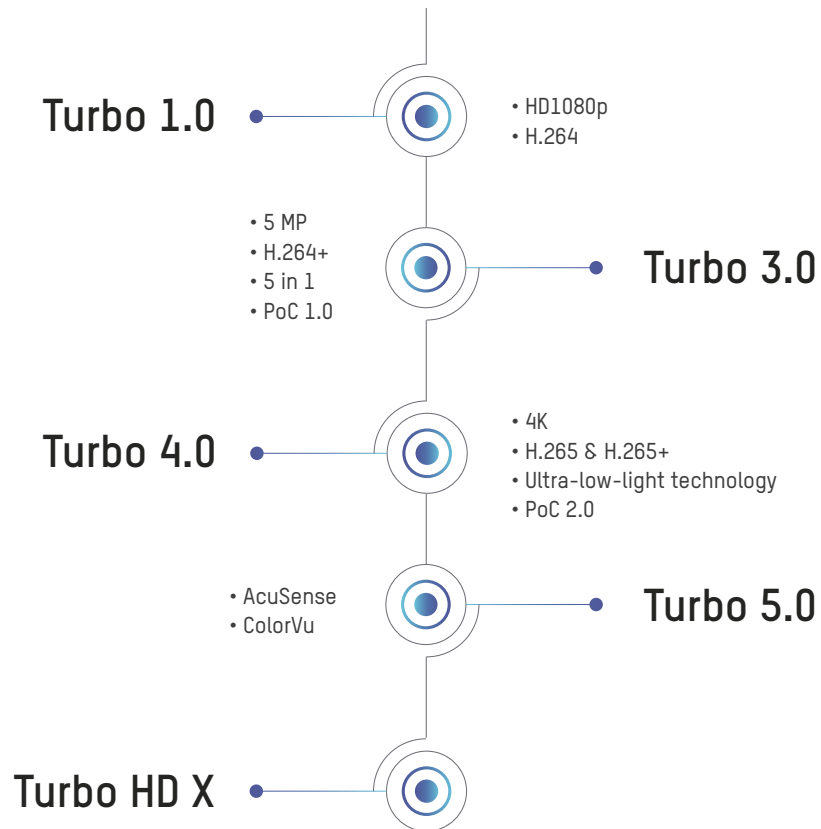 Turbo 1.0
• HD1080p
• H.264
• 5 MP
• H.264+
• 5 in 1
• PoC 1.0
Turbo 3.0
Turbo 4.0
• 4K
• H.265 & H.265+
• Ultra-low-light technology
• PoC 2.0
• AcuSense
• ColorVu
Turbo 5.0
Turbo HD X